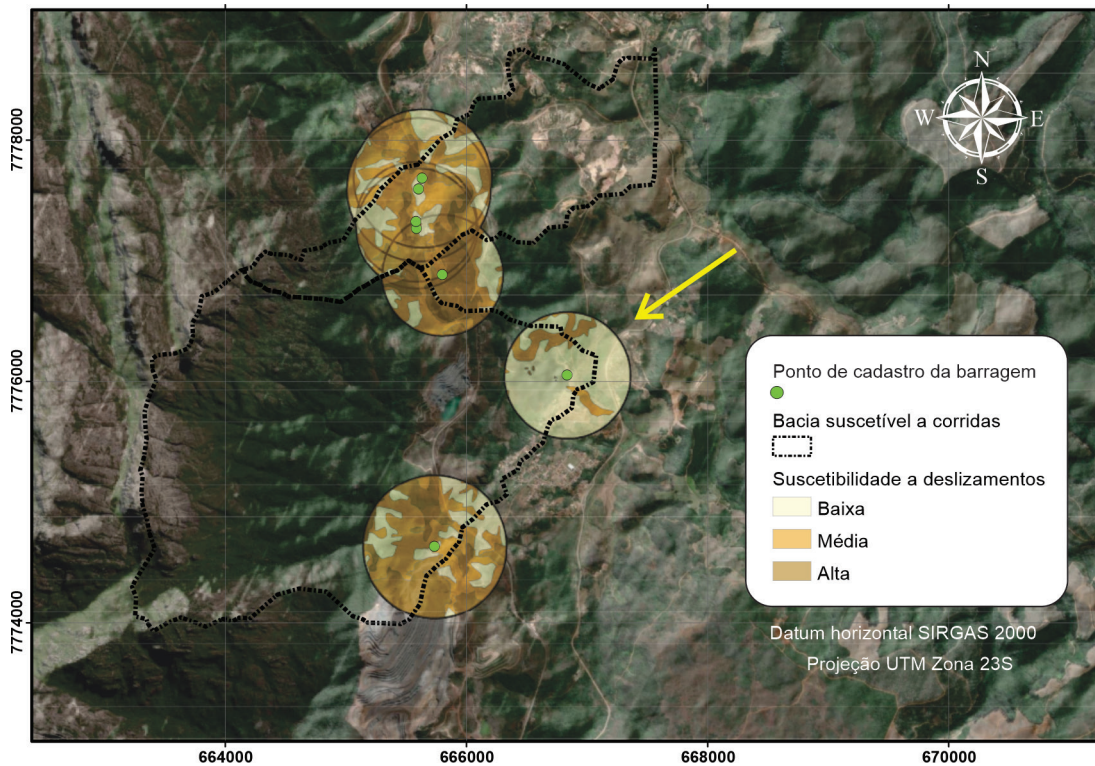 N
W E
S
7778000
7776000
7774000
Ponto de cadastro da barragem
Bacia suscetível a corridas
Suscetibilidade a deslizamentos
Baixa
Média
Alta
Datum horizontal SIRGAS 2000
Projeção UTM Zona 23S
664000 666000 668000 670000